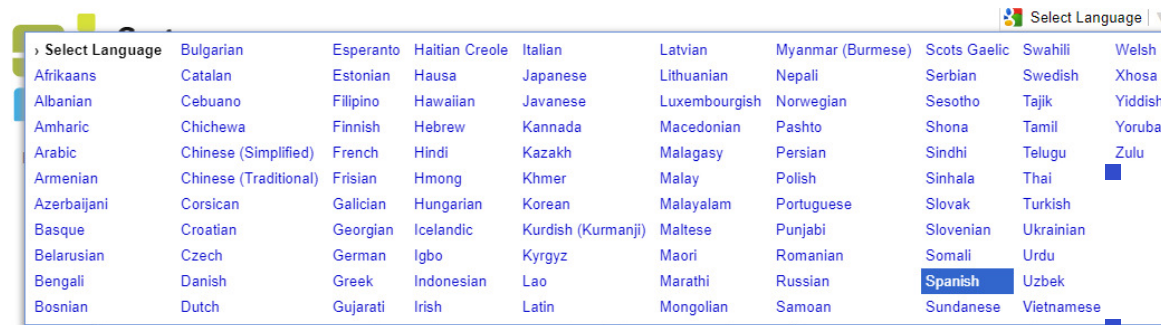 Select Language
› Select Language
Afrikaans
Albanian
Amharic
Arabic
Armenian
Azerbaijani
Basque
Belarusian
Bengali
Bosnian
Bulgarian
Catalan
Cebuano
Chichewa
Chinese (Simplified)
Chinese (Traditional)
Corsican
Croatian
Czech
Danish
Dutch
Esperanto
Estonian
Filipino
Finnish
French
Frisian
Galician
Georgian
German
Greek
Gujarati
Haitian Creole
Hausa
Hawaiian
Hebrew
Hindi
Hmong
Hungarian
Icelandic
Igbo
Indonesian
Irish
Italian
Japanese
Javanese
Kannada
Kazakh
Khmer
Korean
Kurdish (Kurmanji)
Kyrgyz
Lao
Latin
Latvian
Lithuanian
Luxembourgish
Macedonian
Malagasy
Malay
Malayalam
Maltese
Maori
Marathi
Mongolian
Myanmar (Burmese)
Nepali
Norwegian
Pashto
Persian
Polish
Portuguese
Punjabi
Romanian
Russian
Samoan
Scots Gaelic
Serbian
Sesotho
Shona
Sindhi
Sinhala
Slovak
Slovenian
Somali
Spanish
Sundanese
Swahili
Swedish
Tajik
Tamil
Telugu
Thai
Turkish
Ukrainian
Urdu
Uzbek
Vietnamese
Welsh
Xhosa
Yiddish
Yoruba
Zulu